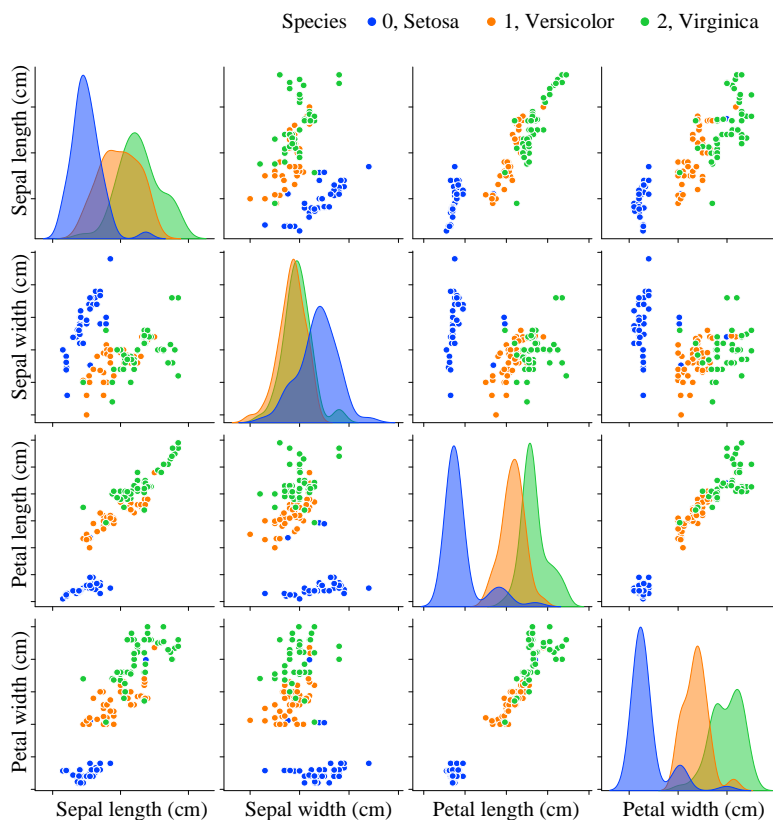 Species 0, Setosa 1, Versicolor 2, Virginica
Sepal length (cm)
Sepal width (cm)
Petal length (cm)
Petal width (cm)
Sepal length (cm) Sepal width (cm) Petal length (cm) Petal width (cm)